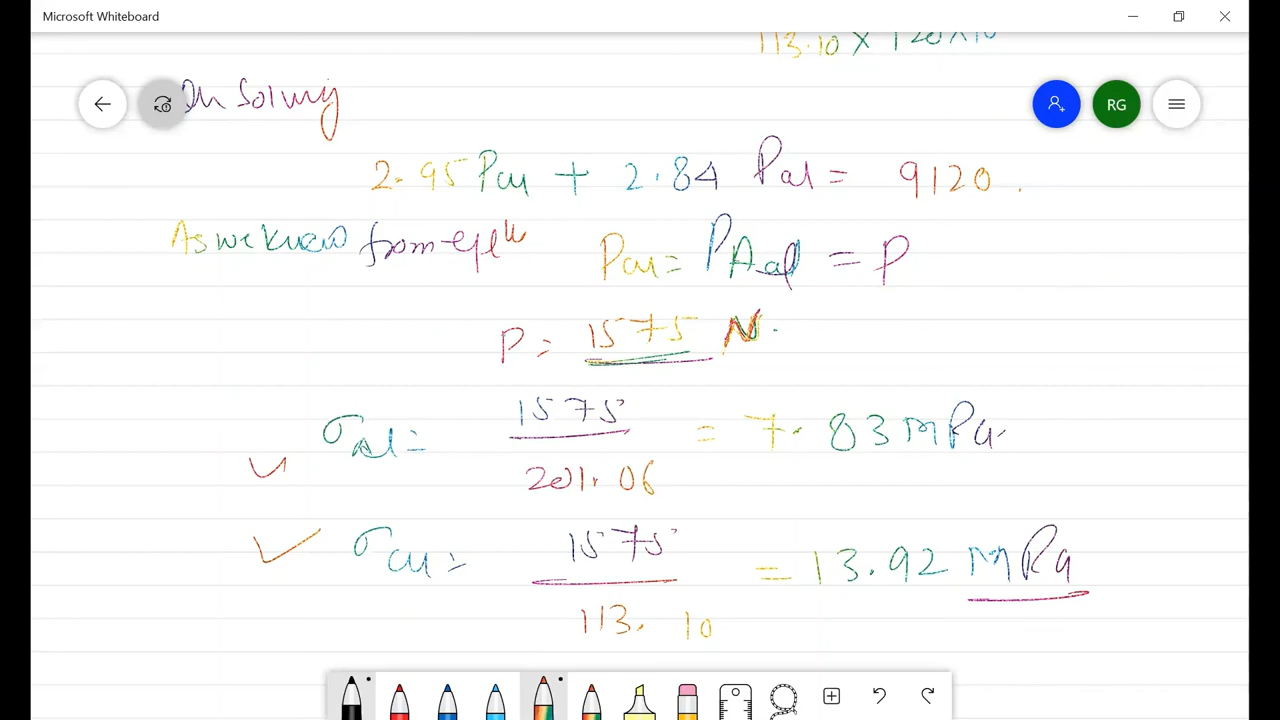 Microsoft Whiteboard
113.10 × 120×10
On Solving
RG
2.95 Pcu + 2.84 Pal = 9120.
As we know from eqn
Pcu = PAal = P
P = 1575 N.
σAl = 1575 / 201.06 = 7.83 MPa.
σcu = 1575 / 113.10 = 13.92 MPa